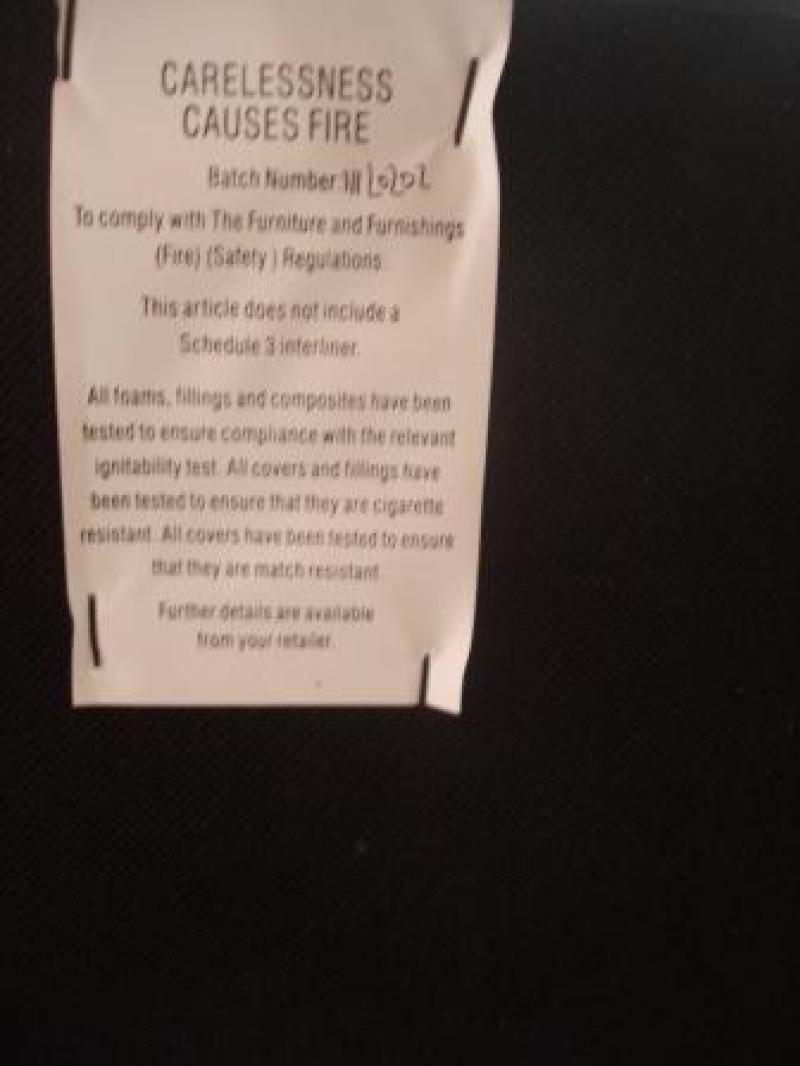 CARELESSNESS
CAUSES FIRE
Batch Number
To comply with The Furniture and Furnishings
(Fire) (Safety ) Regulations
This article does not include a
Schedule 3 interliner.
All foams, fillings and composites have been
tested to ensure compliance with the relevant
ignitability test. All covers and fillings have
been tested to ensure that they are cigarette
resistant. All covers have been tested to ensure
that they are match resistant.
Further details are available
from your retailer.